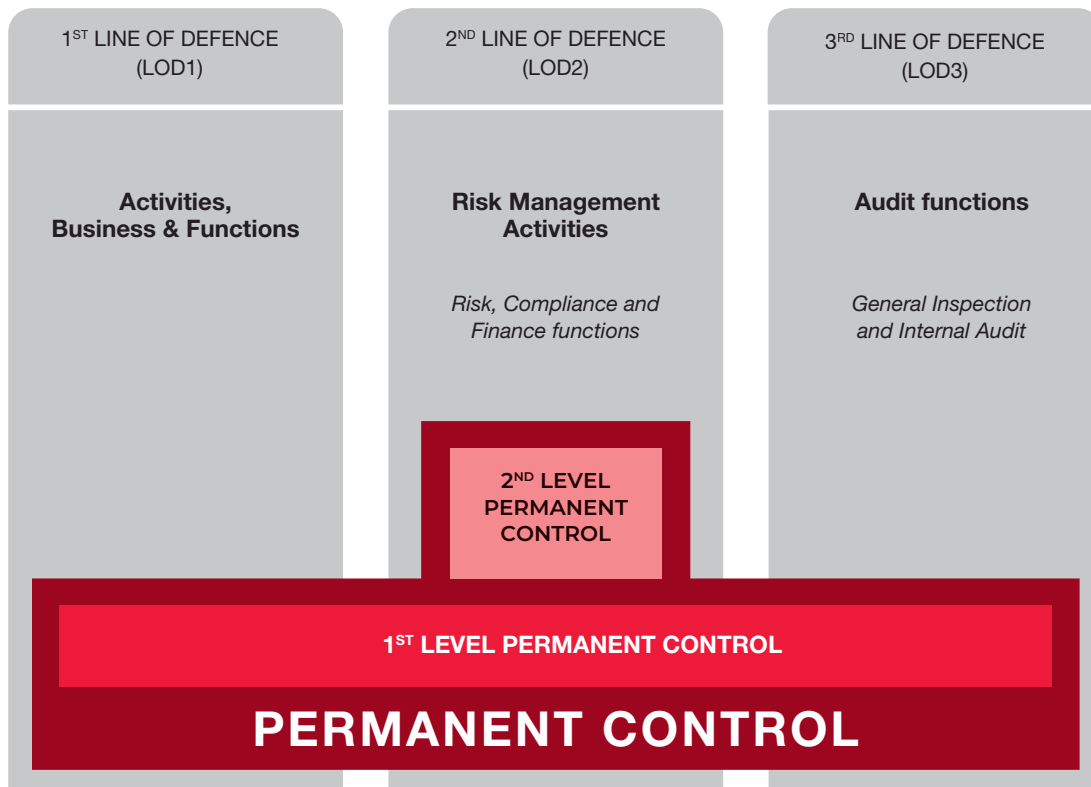 1ST LINE OF DEFENCE
(LOD1)
Activities,
Business & Functions
2ND LINE OF DEFENCE
(LOD2)
Risk Management
Activities
Risk, Compliance and
Finance functions
3RD LINE OF DEFENCE
(LOD3)
Audit functions
General Inspection
and Internal Audit
2ND LEVEL
PERMANENT
CONTROL
1ST LEVEL PERMANENT CONTROL
PERMANENT CONTROL